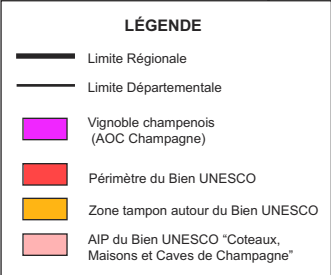 LÉGENDE
Limite Régionale
Limite Départementale
Vignoble champenois
(AOC Champagne)
Périmètre du Bien UNESCO
Zone tampon autour du Bien UNESCO
AIP du Bien UNESCO “Coteaux,
Maisons et Caves de Champagne”